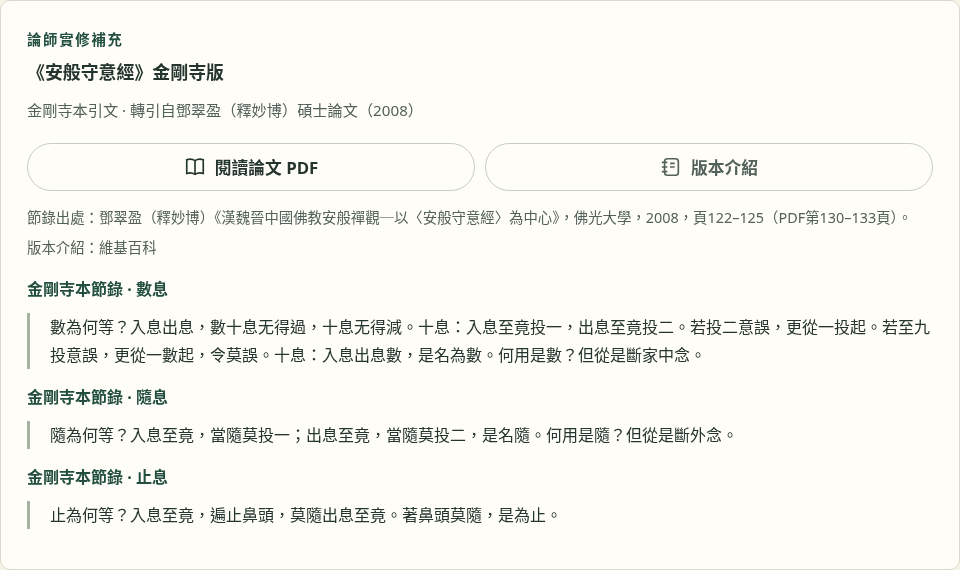 論師實修補充
《安般守意經》金剛寺版
金剛寺本引文 · 轉引自鄧翠盈（釋妙博）碩士論文（2008）
閱讀論文 PDF
版本介紹
節錄出處：鄧翠盈（釋妙博）《漢魏晉中國佛教安般禪觀─以〈安般守意經〉為中心》，佛光大學，2008，頁122–125（PDF第130–133頁）。
版本介紹：維基百科
金剛寺本節錄 · 數息
數為何等？入息出息，數十息无得過，十息无得減。十息：入息至竟投一，出息至竟投二。若投二意誤，更從一投起。若至九
投意誤，更從一數起，令莫誤。十息：入息出息數，是名為數。何用是數？但從是斷家中念。
金剛寺本節錄 · 隨息
隨為何等？入息至竟，當隨莫投一；出息至竟，當隨莫投二，是名隨。何用是隨？但從是斷外念。
金剛寺本節錄 · 止息
止為何等？入息至竟，遍止鼻頭，莫隨出息至竟。著鼻頭莫隨，是為止。